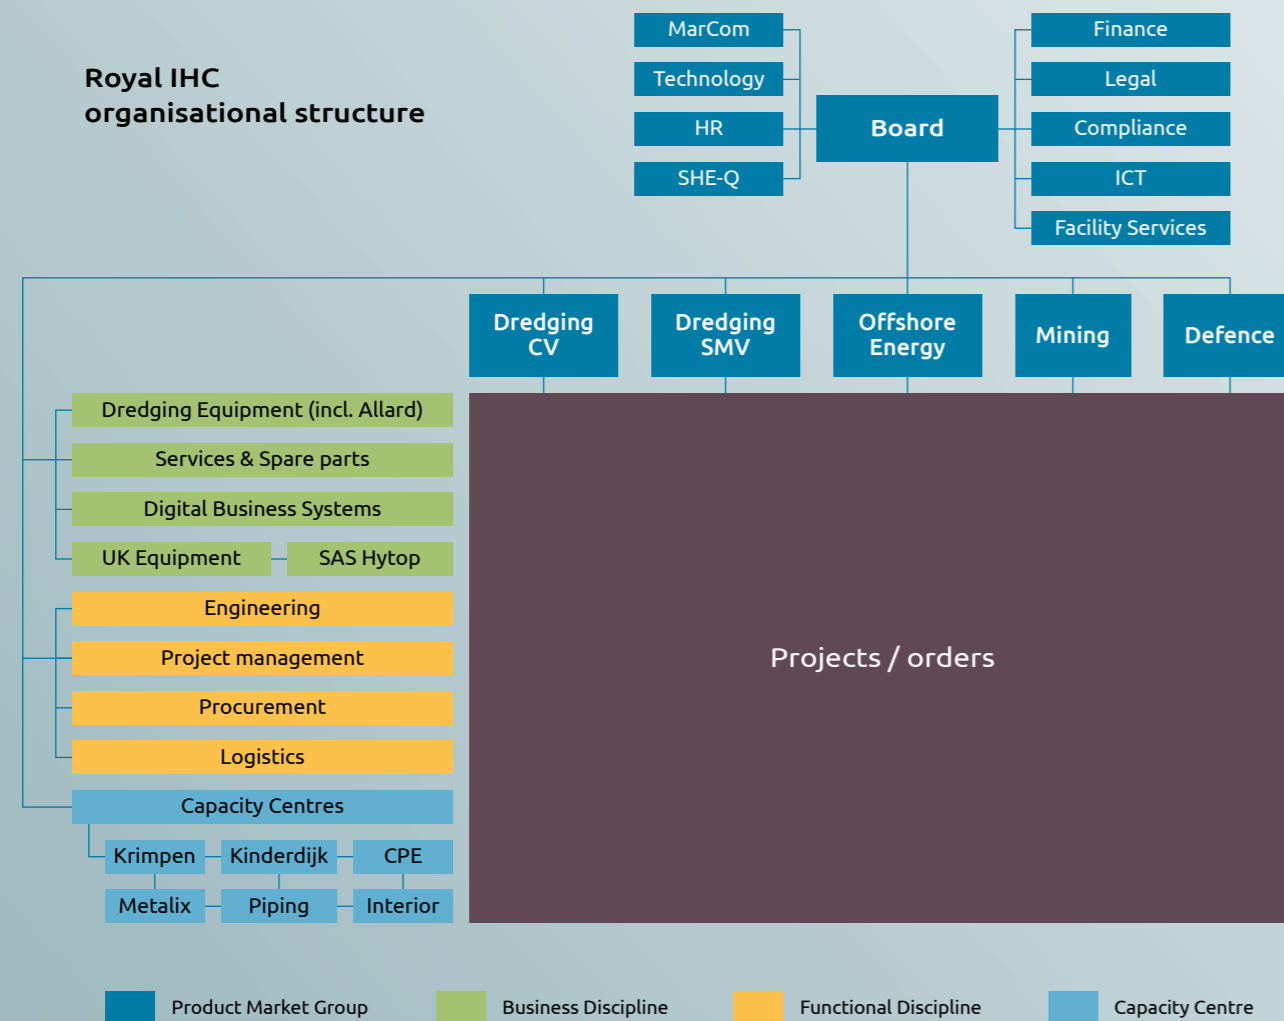 Royal IHC
organisational structure
MarCom
Technology
HR
SHE-Q
Board
Finance
Legal
Compliance
ICT
Facility Services
Dredging
CV
Dredging
SMV
Offshore
Energy
Mining
Defence
Dredging Equipment (incl. Allard)
Services & Spare parts
Digital Business Systems
UK Equipment
SAS Hytop
Engineering
Project management
Procurement
Logistics
Capacity Centres
Krimpen
Kinderdijk
CPE
Metalix
Piping
Interior
Projects / orders
Product Market Group
Business Discipline
Functional Discipline
Capacity Centre